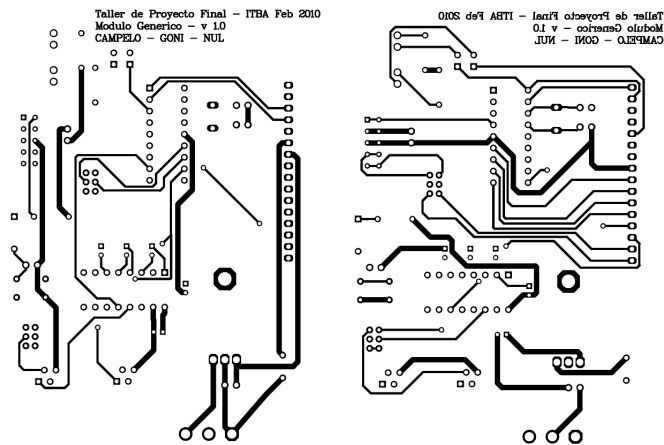 Taller de Proyecto Final - ITBA Feb 2010
Modulo Generico - v 1.0
CAMPELO - GONI - NUL
Taller de Proyecto Final - ITBA Feb 2010
Modulo Generico - v 1.0
CAMPELO - GONI - NUL